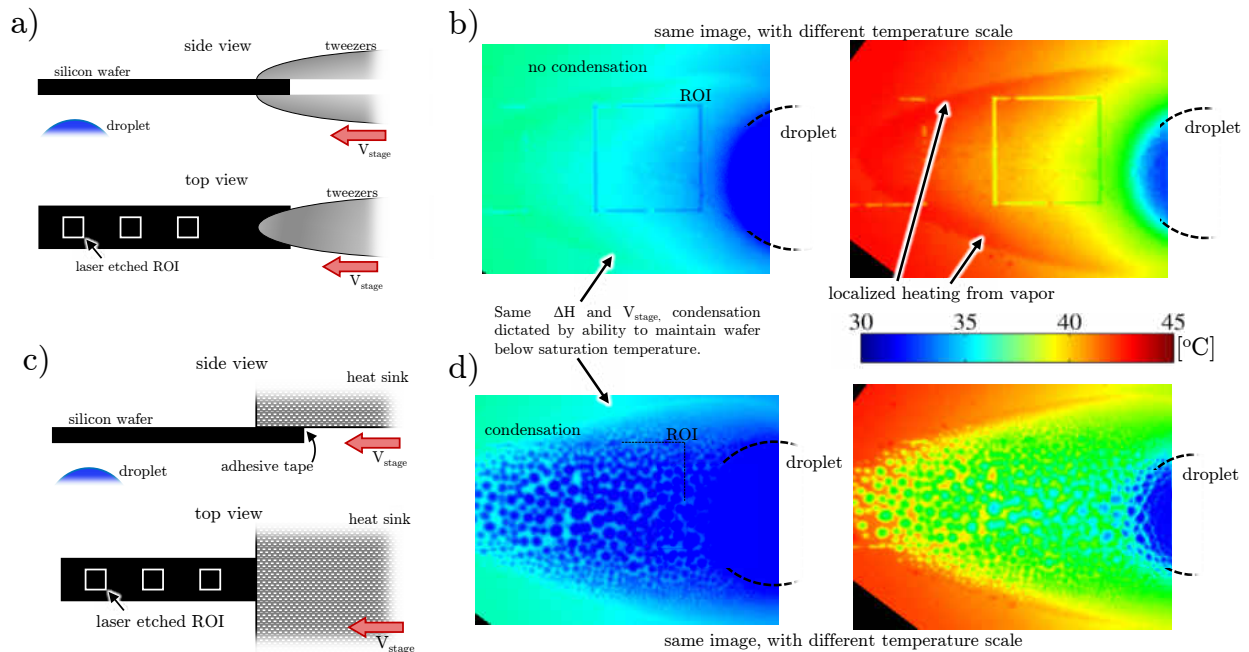 a)
side view
tweezers
silicon wafer
droplet
V_stage
top view
tweezers
laser etched ROI
V_stage
b)
same image, with different temperature scale
no condensation
ROI
droplet
droplet
Same ΔH and V_stage, condensation
dictated by ability to maintain wafer
below saturation temperature.
localized heating from vapor
30 35 40 45
[°C]
c)
side view
heat sink
silicon wafer
droplet
adhesive tape
V_stage
top view
heat sink
laser etched ROI
V_stage
d)
condensation
ROI
droplet
droplet
same image, with different temperature scale